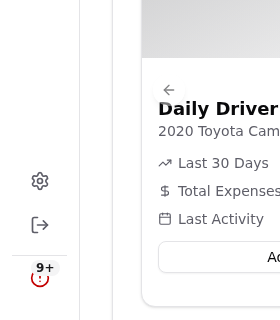 Daily Driver
2020 Toyota Cam
Last 30 Days
Total Expenses
Last Activity
9+